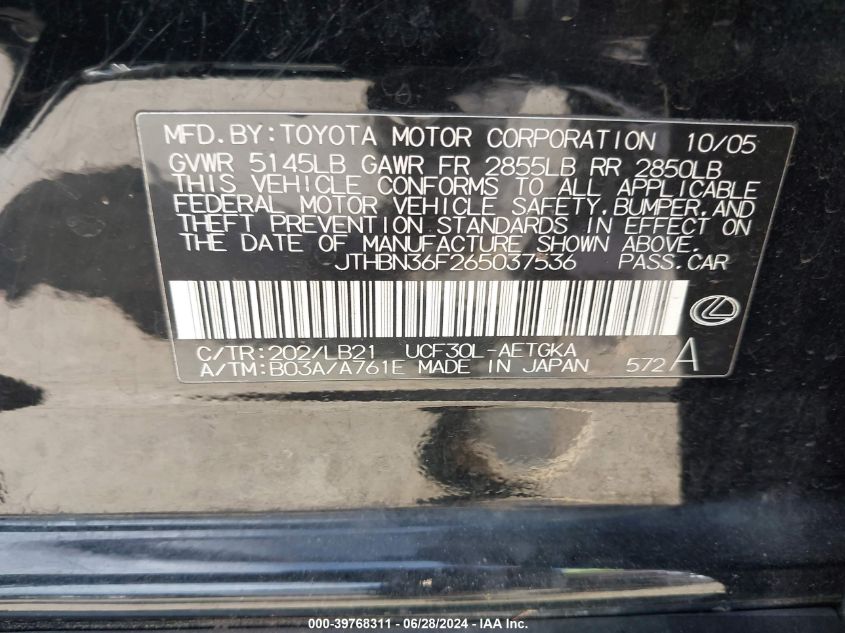 MFD.BY:TOYOTA MOTOR CORPORATION 10/05
GVWR 5145LB GAWR FR 2855LB RR 2850LB
THIS VEHICLE CONFORMS TO ALL APPLICABLE
FEDERAL MOTOR VEHICLE SAFETY,BUMPER,AND
THEFT PREVENTION STANDARDS IN EFFECT ON
THE DATE OF MANUFACTURE SHOWN ABOVE.
JTHBN36F265037536 PASS.CAR
C/TR:202/LB21 UCF30L-AETGKA
A/TM:B03A/A761E MADE IN JAPAN 572 A
000-39768311 - 06/28/2024 - IAA Inc.